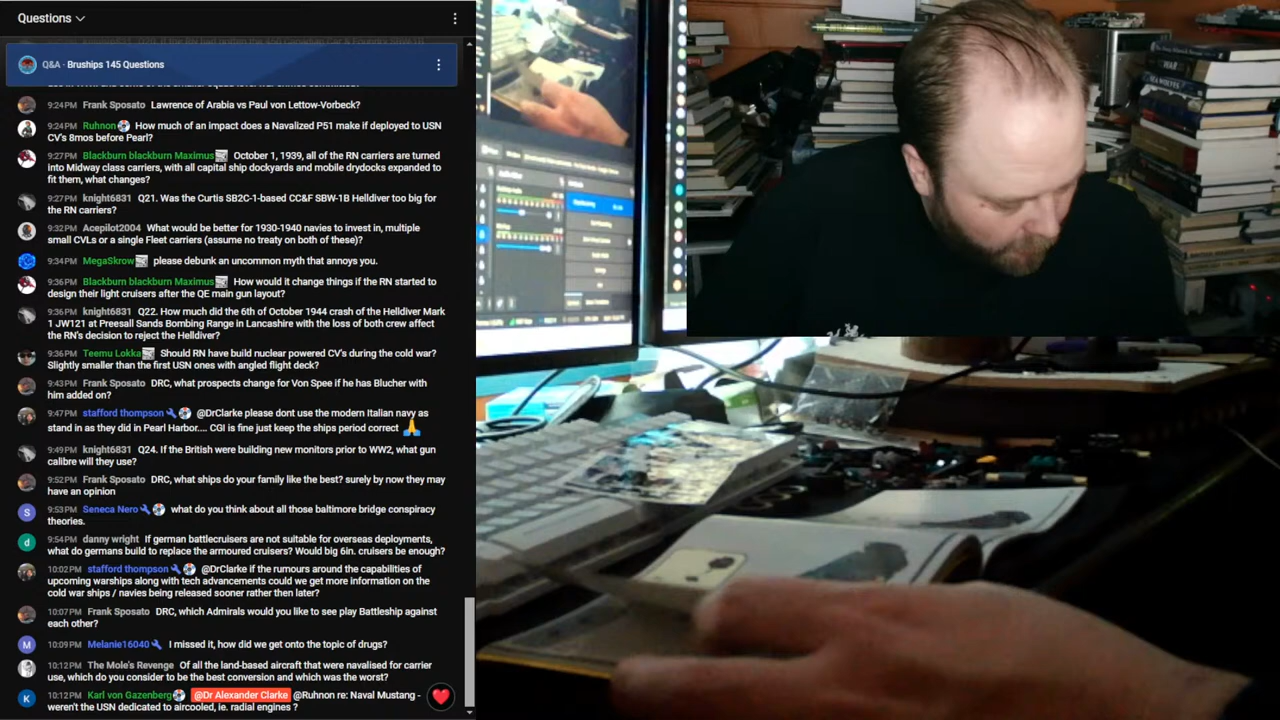 Questions
Q&A · Bruships 145 Questions
9:24PM Frank Sposato Lawrence of Arabia vs Paul von Lettow-Vorbeck?
9:24PM Ruhnon How much of an impact does a Navalized P51 make if deployed to USN
CV's 8mos before Pearl?
9:27PM Blackburn blackburn Maximus October 1, 1939, all of the RN carriers are turned
into Midway class carriers, with all capital ship dockyards and mobile drydocks expanded to
fit them, what changes?
9:27PM knight6831 Q21. Was the Curtis SB2C-1-based CC&F SBW-1B Helldiver too big for
the RN carriers?
9:32PM Acepilot2004 What would be better for 1930-1940 navies to invest in, multiple
small CVLs or a single Fleet carriers (assume no treaty on both of these)?
9:34PM MegaSkrow please debunk an uncommon myth that annoys you.
9:36PM Blackburn blackburn Maximus How would it change things if the RN started to
design their light cruisers after the QE main gun layout?
9:36PM knight6831 Q22. How much did the 6th of October 1944 crash of the Helldiver Mark
1 JW121 at Preesall Sands Bombing Range in Lancashire with the loss of both crew affect
the RN's decision to reject the Helldiver?
9:36PM Teemu Lokka Should RN have build nuclear powered CV's during the cold war?
Slightly smaller than the first USN ones with angled flight deck?
9:43PM Frank Sposato DRC, what prospects change for Von Spee if he has Blucher with
him added on?
9:47PM stafford thompson @DrClarke please dont use the modern Italian navy as
stand in as they did in Pearl Harbor.... CGI is fine just keep the ships period correct 🙏
9:49PM knight6831 Q24. If the British were building new monitors prior to WW2, what gun
calibre will they use?
9:52PM Frank Sposato DRC, what ships do your family like the best? surely by now they may
have an opinion
9:53PM Seneca Nero what do you think about all those baltimore bridge conspiracy
theories.
9:54PM danny wright If german battlecruisers are not suitable for overseas deployments,
what do germans build to replace the armoured cruisers? Would big 6in. cruisers be enough?
10:02PM stafford thompson @DrClarke if the rumours around the capabilities of
upcoming warships along with tech advancements could we get more information on
the cold war ships / navies being released sooner rather then later?
10:07PM Frank Sposato DRC, which Admirals would you like to see play Battleship against
each other?
10:09PM Melanie16040 I missed it, how did we get onto the topic of drugs?
10:12PM The Mole's Revenge Of all the land-based aircraft that were navalised for carrier
use, which do you consider to be the best conversion and which was the worst?
10:12PM Karl von Gazenberg @Dr Alexander Clarke @Ruhnon re: Naval Mustang -
weren't the USN dedicated to aircooled, ie. radial engines ?
WAR
SEA WOLVES